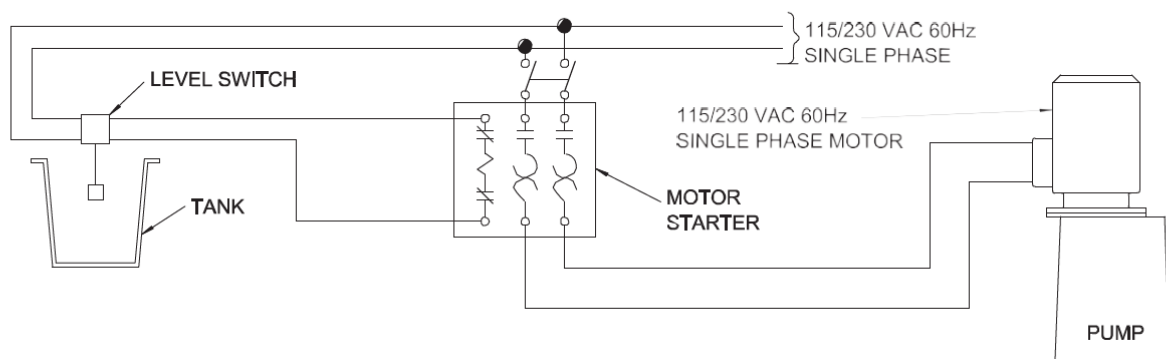 115/230 VAC 60Hz
SINGLE PHASE
LEVEL SWITCH
115/230 VAC 60Hz
SINGLE PHASE MOTOR
TANK
MOTOR
STARTER
PUMP